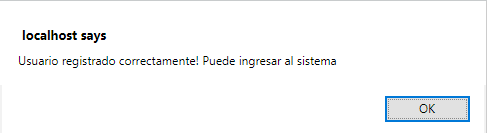 localhost says
Usuario registrado correctamente! Puede ingresar al sistema
OK